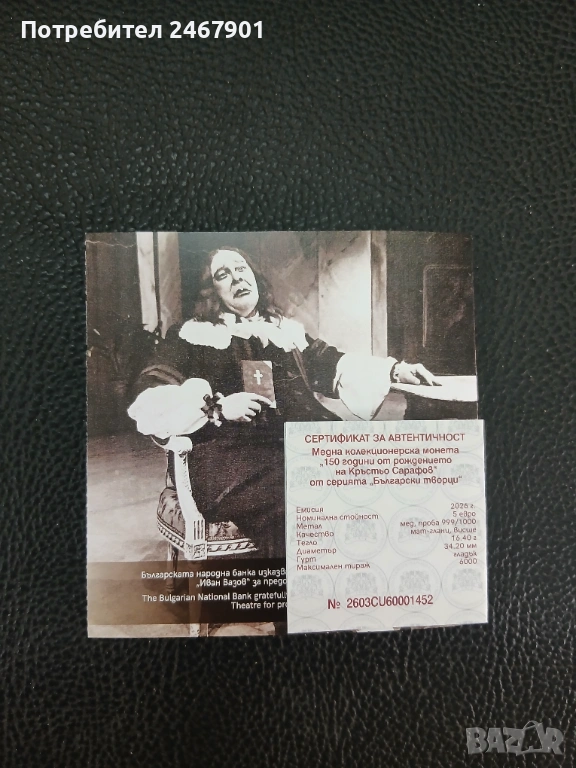 Потребител 2467901
СЕРТИФИКАТ ЗА АВТЕНТИЧНОСТ
Медна колекционерска монета
„150 години от рождението
на Кръстьо Сарафов"
от серията „Български творци"
Емисия 2026 г.
Номинална стойност 5 евро
Метал мед, проба 999/1000
Качество мат-гланц, висше
Тегло 16.40 г
Диаметър 34.20 мм
Гурт гладък
Максимален тираж 6000
№ 2603CU60001452
Българската народна банка изказв
„Иван Вазов" за предо
The Bulgarian National Bank gratefull
Theatre for pro
BAZAR